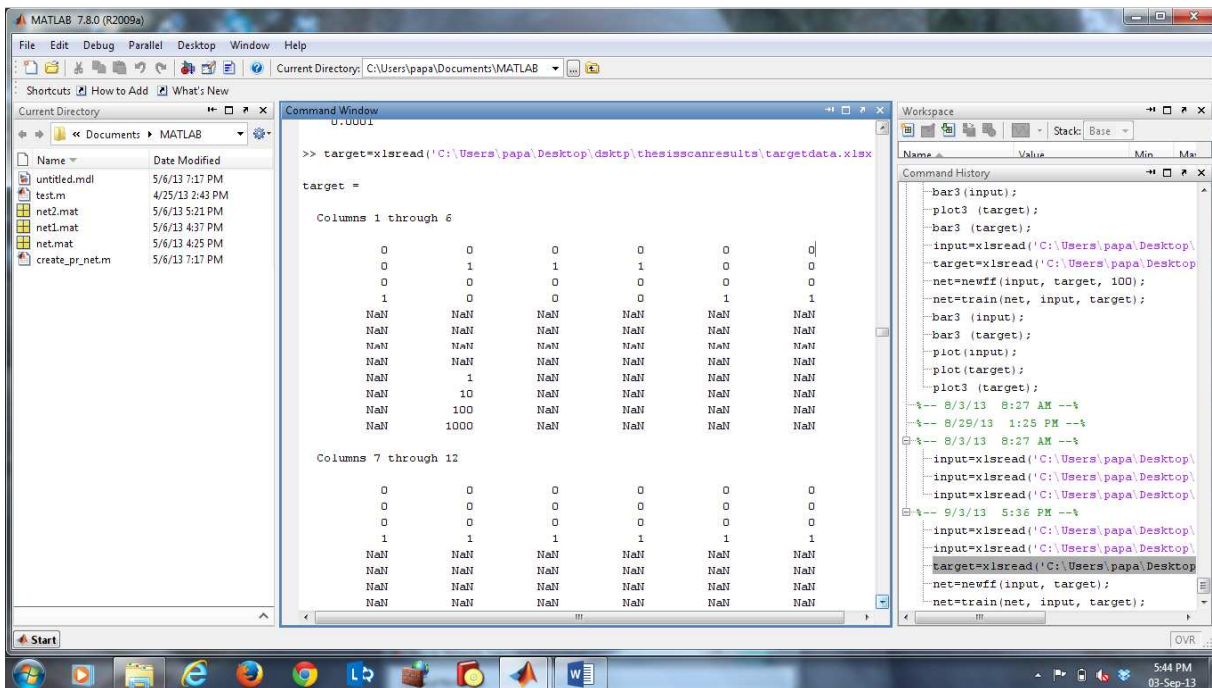 MATLAB 7.8.0 (R2009a)
File Edit Debug Parallel Desktop Window Help
Current Directory: C:\Users\papa\Documents\MATLAB
Shortcuts How to Add What's New
Current Directory
« Documents MATLAB
Name Date Modified
untitled.mdl 5/6/13 7:17 PM
test.m 4/25/13 2:43 PM
net2.mat 5/6/13 5:21 PM
net1.mat 5/6/13 4:37 PM
net.mat 5/6/13 4:25 PM
create_pr_net.m 5/6/13 7:17 PM
Command Window
0.0001
>> target=xlsread('C:\Users\papa\Desktop\dsktp\thesisscanresults\targetdata.xlsx
target =
Columns 1 through 6
0 0 0 0 0 0
0 1 1 1 0 0
0 0 0 0 0 0
1 0 0 0 1 1
NaN NaN NaN NaN NaN NaN
NaN NaN NaN NaN NaN NaN
NaN NaN NaN NaN NaN NaN
NaN NaN NaN NaN NaN NaN
NaN 1 NaN NaN NaN NaN
NaN 10 NaN NaN NaN NaN
NaN 100 NaN NaN NaN NaN
NaN 1000 NaN NaN NaN NaN
Columns 7 through 12
0 0 0 0 0 0
0 0 0 0 0 0
0 0 0 0 0 0
1 1 1 1 1 1
NaN NaN NaN NaN NaN NaN
NaN NaN NaN NaN NaN NaN
NaN NaN NaN NaN NaN NaN
NaN NaN NaN NaN NaN NaN
Workspace
Stack: Base
Name Value Min Max
Command History
bar3(input);
plot3 (target);
bar3 (target);
input=xlsread('C:\Users\papa\Desktop\
target=xlsread('C:\Users\papa\Desktop
net=newff(input, target, 100);
net=train(net, input, target);
bar3 (input);
bar3 (target);
plot(input);
plot(target);
plot3 (target);
%-- 8/3/13 8:27 AM --%
%-- 8/29/13 1:25 PM --%
%-- 8/3/13 8:27 AM --%
input=xlsread('C:\Users\papa\Desktop\
input=xlsread('C:\Users\papa\Desktop\
input=xlsread('C:\Users\papa\Desktop\
%-- 9/3/13 5:36 PM --%
input=xlsread('C:\Users\papa\Desktop\
input=xlsread('C:\Users\papa\Desktop\
target=xlsread('C:\Users\papa\Desktop
net=newff(input, target);
net=train(net, input, target);
Start
OVR
5:44 PM
03-Sep-13